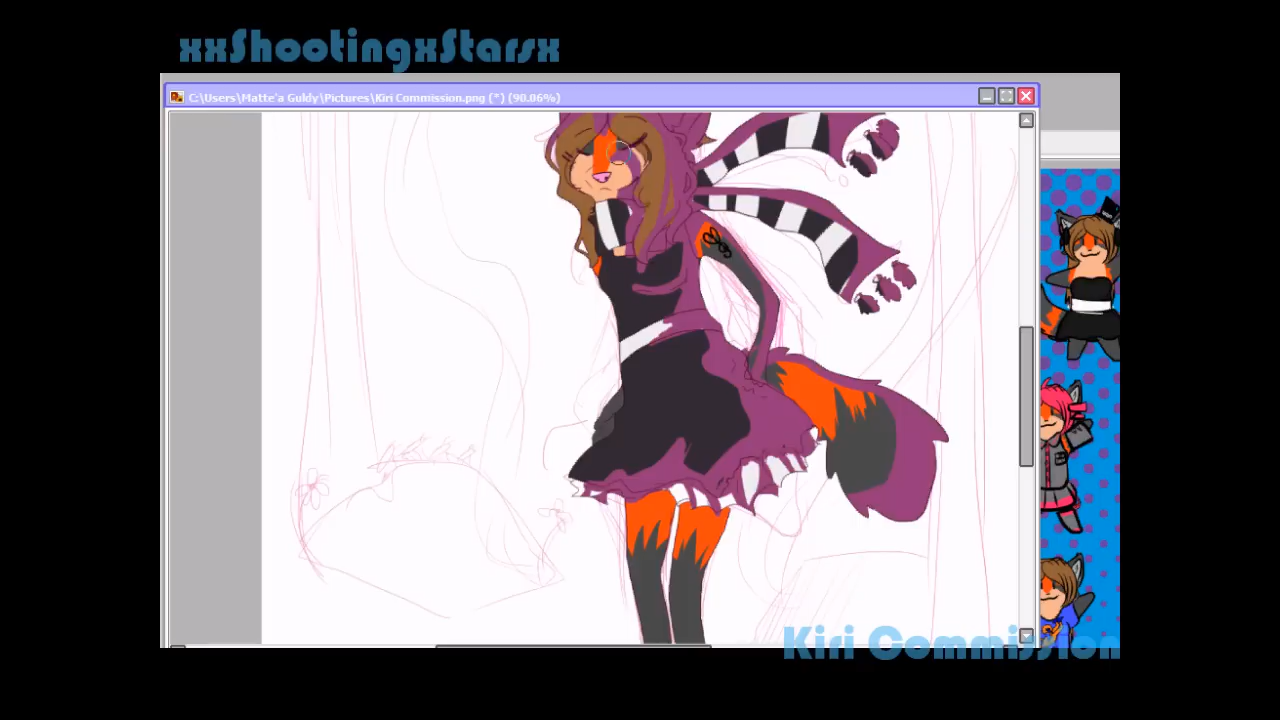 xxShootingxStarsx
C:\Users\Matte'a Guldy\Pictures\Kiri Commission.png (*) (90.06%)
Kiri Commission